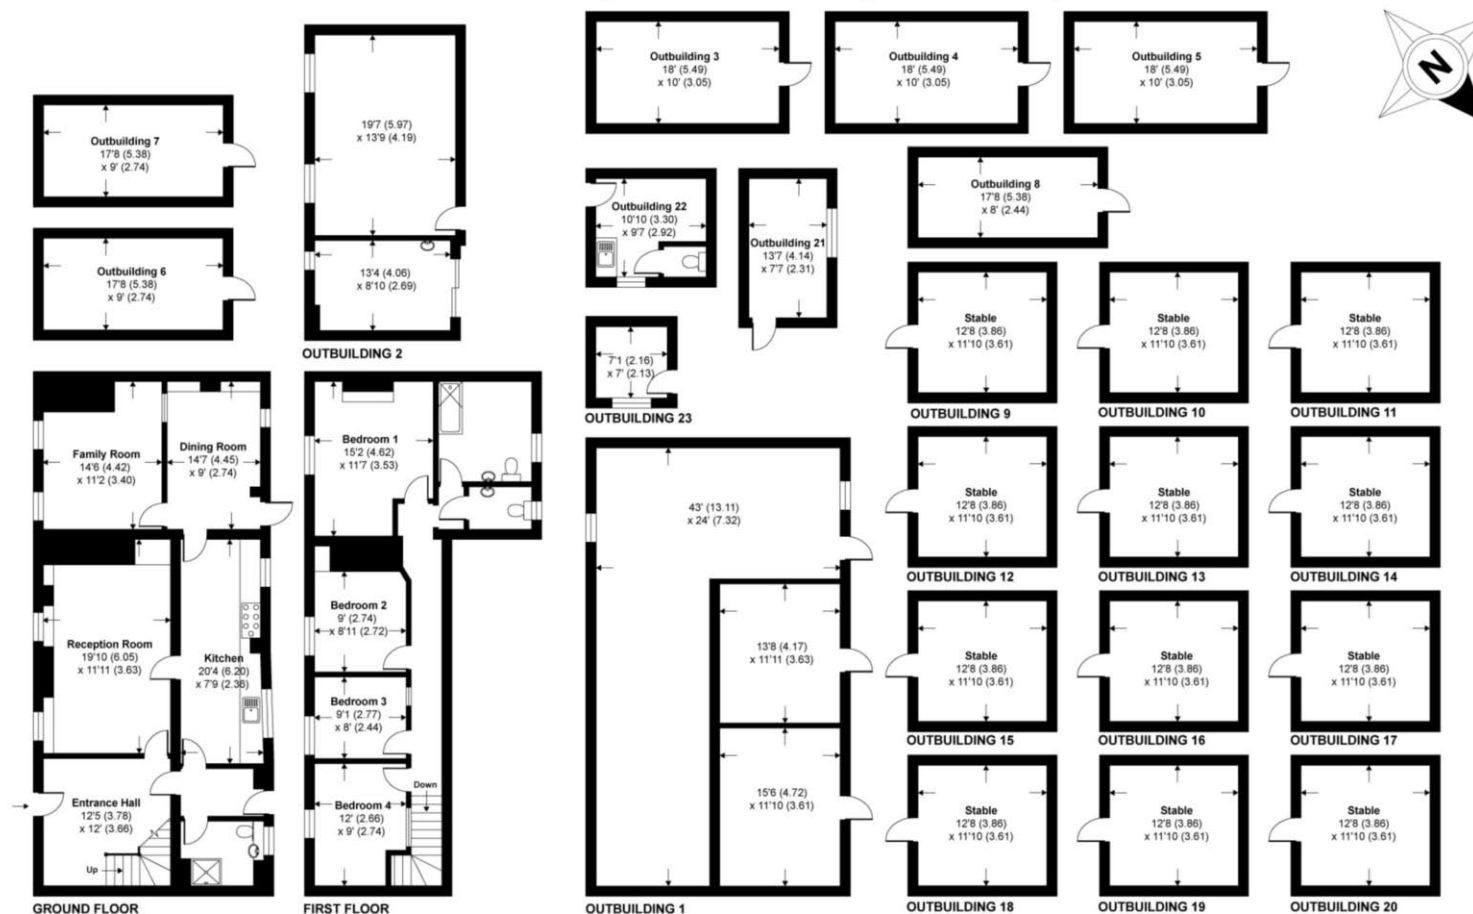 Outbuilding 3
18' (5.49)
x 10' (3.05)
Outbuilding 4
18' (5.49)
x 10' (3.05)
Outbuilding 5
18' (5.49)
x 10' (3.05)
N
Outbuilding 7
17'8 (5.38)
x 9' (2.74)
19'7 (5.97)
x 13'9 (4.19)
Outbuilding 8
17'8 (5.38)
x 8' (2.44)
Outbuilding 22
10'10 (3.30)
x 9'7 (2.92)
Outbuilding 21
13'7 (4.14)
x 7'7 (2.31)
Outbuilding 6
17'8 (5.38)
x 9' (2.74)
13'4 (4.06)
x 8'10 (2.69)
OUTBUILDING 2
7'1 (2.16)
x 7' (2.13)
OUTBUILDING 23
Stable
12'8 (3.86)
x 11'10 (3.61)
OUTBUILDING 9
Stable
12'8 (3.86)
x 11'10 (3.61)
OUTBUILDING 10
Stable
12'8 (3.86)
x 11'10 (3.61)
OUTBUILDING 11
Family Room
14'6 (4.42)
x 11'2 (3.40)
Dining Room
14'7 (4.45)
x 9' (2.74)
Reception Room
19'10 (6.05)
x 11'11 (3.63)
Kitchen
20'4 (6.20)
x 7'9 (2.36)
Entrance Hall
12'5 (3.78)
x 12' (3.66)
Up
GROUND FLOOR
Bedroom 1
15'2 (4.62)
x 11'7 (3.53)
Bedroom 2
9' (2.74)
x 8'11 (2.72)
Bedroom 3
9'1 (2.77)
x 8' (2.44)
Bedroom 4
12' (2.66)
x 9' (2.74)
Down
FIRST FLOOR
43' (13.11)
x 24' (7.32)
13'8 (4.17)
x 11'11 (3.63)
15'6 (4.72)
x 11'10 (3.61)
OUTBUILDING 1
Stable
12'8 (3.86)
x 11'10 (3.61)
OUTBUILDING 12
Stable
12'8 (3.86)
x 11'10 (3.61)
OUTBUILDING 13
Stable
12'8 (3.86)
x 11'10 (3.61)
OUTBUILDING 14
Stable
12'8 (3.86)
x 11'10 (3.61)
OUTBUILDING 15
Stable
12'8 (3.86)
x 11'10 (3.61)
OUTBUILDING 16
Stable
12'8 (3.86)
x 11'10 (3.61)
OUTBUILDING 17
Stable
12'8 (3.86)
x 11'10 (3.61)
OUTBUILDING 18
Stable
12'8 (3.86)
x 11'10 (3.61)
OUTBUILDING 19
Stable
12'8 (3.86)
x 11'10 (3.61)
OUTBUILDING 20